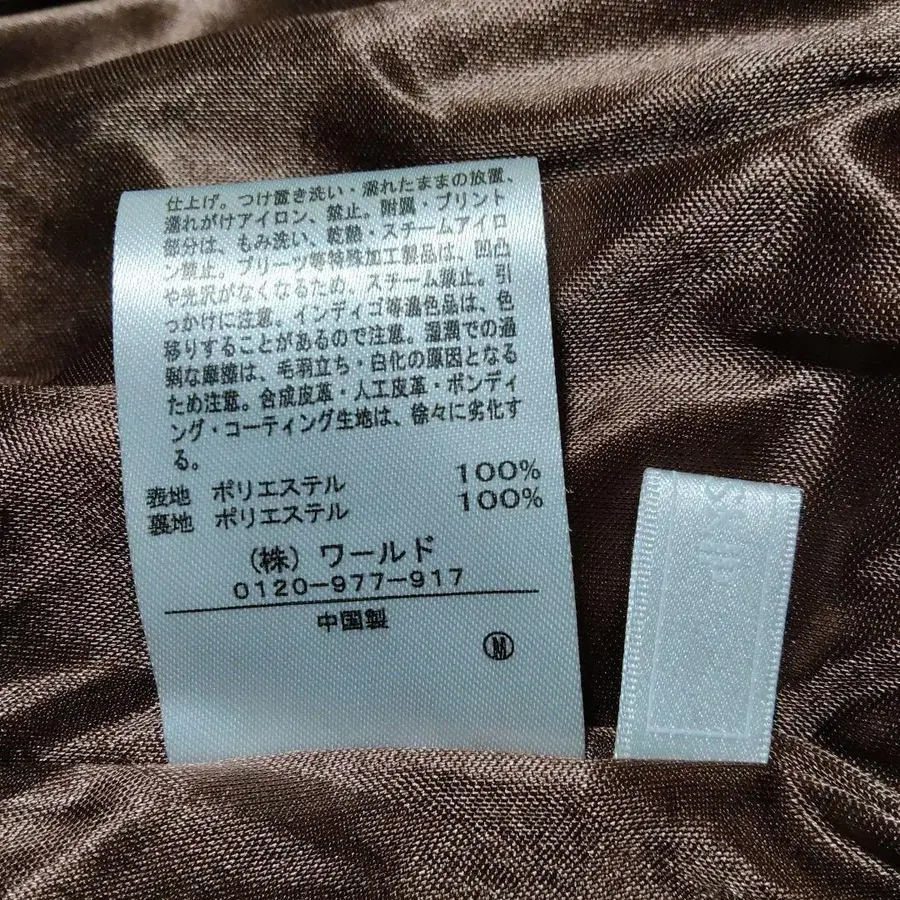 仕上げ。つけ置き洗い・濡れたままの放置、
濡れがけアイロン、禁止。附属・プリント
部分は、もみ洗い、乾熱・スチームアイロ
ン禁止。プリーツ等特殊加工製品は、凹凸
や光沢がなくなるため、スチーム禁止。引
っかけに注意。インディゴ等濃色品は、色
移りすることがあるので注意。湿潤での過
剰な摩擦は、毛羽立ち・白化の原因となる
ため注意。合成皮革・人工皮革・ボンディ
ング・コーティング生地は、徐々に劣化す
る。
表地 ポリエステル 100%
裏地 ポリエステル 100%
(株) ワールド
0120-977-917
中国製
M